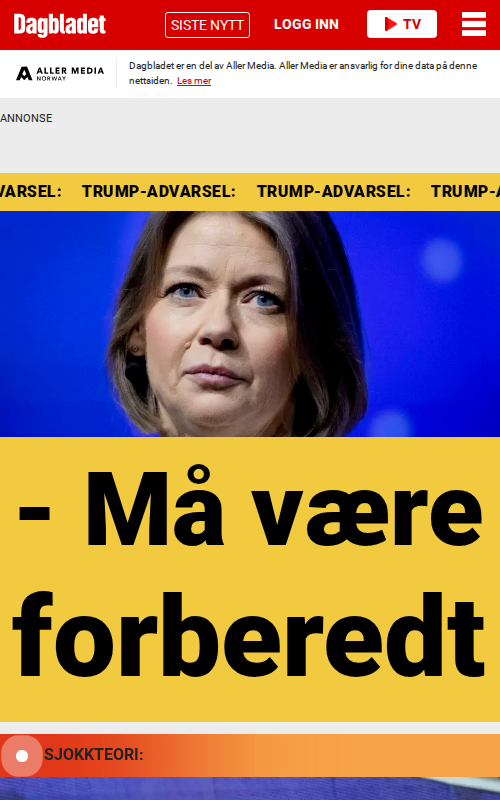 Dagbladet
SISTE NYTT
LOGG INN
TV
ALLER MEDIA
NORWAY
Dagbladet er en del av Aller Media. Aller Media er ansvarlig for dine data på denne
nettsiden. Les mer
ANNONSE
VARSEL: TRUMP-ADVARSEL: TRUMP-ADVARSEL: TRUMP-A
- Må være
forberedt
SJOKKTEORI: